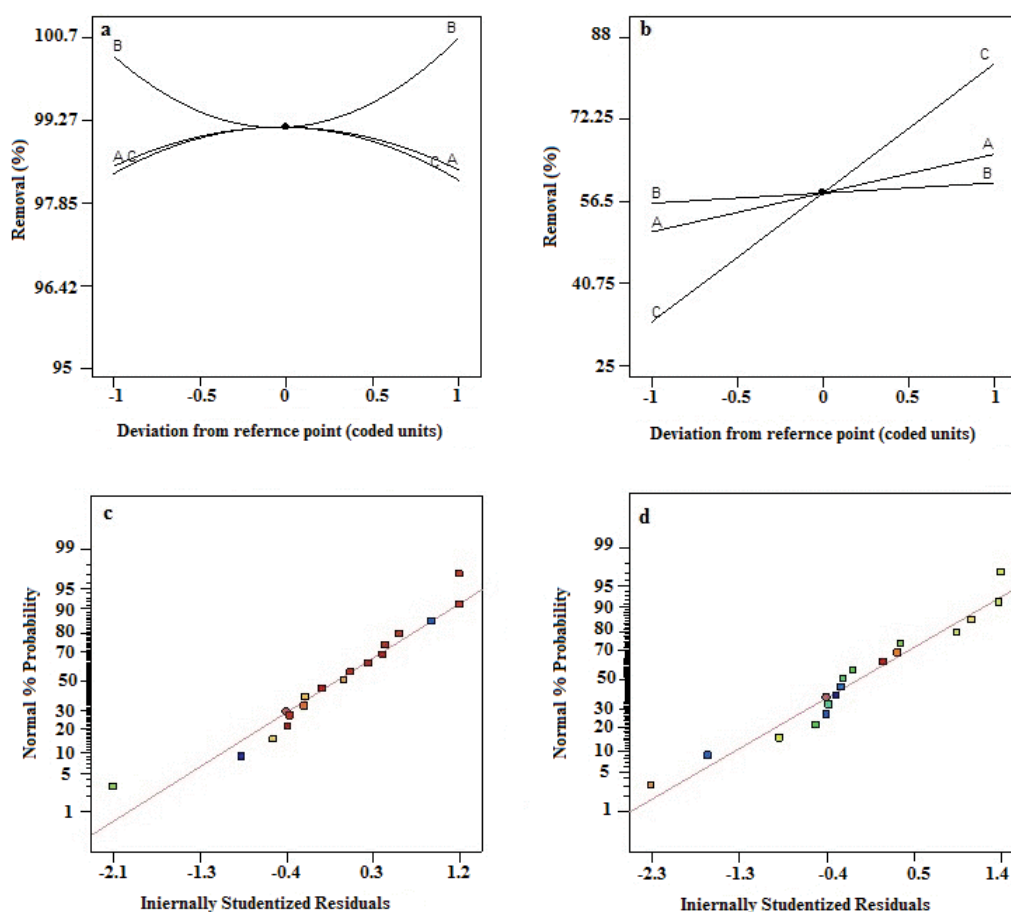 a
100.7
99.27
97.85
96.42
95
Removal (%)
B
B
A C
C A
-1
-0.5
0
0.5
1
Deviation from refernce point (coded units)
b
88
72.25
56.5
40.75
25
Removal (%)
C
A
B
B
A
C
-1
-0.5
0
0.5
1
Deviation from refernce point (coded units)
c
99
95
90
80
70
50
30
20
10
5
1
Normal % Probability
-2.1
-1.3
-0.4
0.3
1.2
Iniernally Studentized Residuals
d
99
95
90
80
70
50
30
20
10
5
1
Normal % Probability
-2.3
-1.3
-0.4
0.5
1.4
Iniernally Studentized Residuals